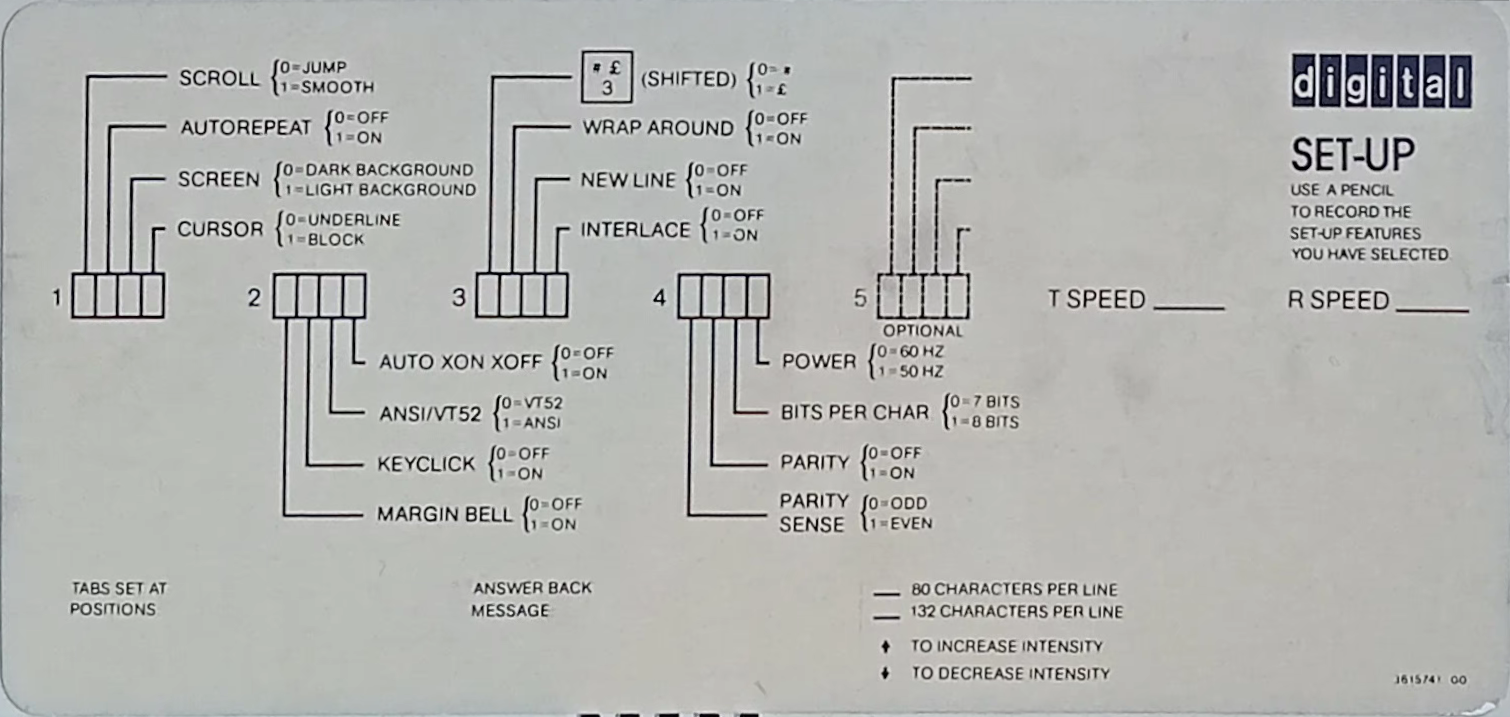 digital
SET-UP
USE A PENCIL
TO RECORD THE
SET-UP FEATURES
YOU HAVE SELECTED
1
SCROLL 0=JUMP
1=SMOOTH
AUTOREPEAT 0=OFF
1=ON
SCREEN 0=DARK BACKGROUND
1=LIGHT BACKGROUND
CURSOR 0=UNDERLINE
1=BLOCK
2
AUTO XON XOFF 0=OFF
1=ON
ANSI/VT52 0=VT52
1=ANSI
KEYCLICK 0=OFF
1=ON
MARGIN BELL 0=OFF
1=ON
3
# £
3
(SHIFTED) 0=#
1=£
WRAP AROUND 0=OFF
1=ON
NEW LINE 0=OFF
1=ON
INTERLACE 0=OFF
1=ON
4
POWER 0=60 HZ
1=50 HZ
BITS PER CHAR 0=7 BITS
1=8 BITS
PARITY 0=OFF
1=ON
PARITY
SENSE
0=ODD
1=EVEN
5
OPTIONAL
T SPEED
R SPEED
TABS SET AT
POSITIONS
ANSWER BACK
MESSAGE
80 CHARACTERS PER LINE
132 CHARACTERS PER LINE
↑ TO INCREASE INTENSITY
↓ TO DECREASE INTENSITY